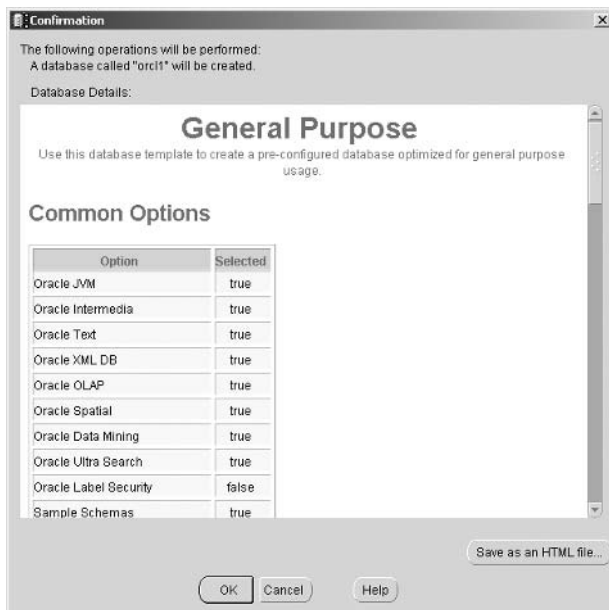 Confirmation
The following operations will be performed:
A database called "orcl1" will be created.
Database Details:
General Purpose
Use this database template to create a pre-configured database optimized for general purpose
usage.
Common Options
Option Selected
Oracle JVM true
Oracle Intermedia true
Oracle Text true
Oracle XML DB true
Oracle OLAP true
Oracle Spatial true
Oracle Data Mining true
Oracle Ultra Search true
Oracle Label Security false
Sample Schemas true
Save as an HTML file...
OK Cancel Help